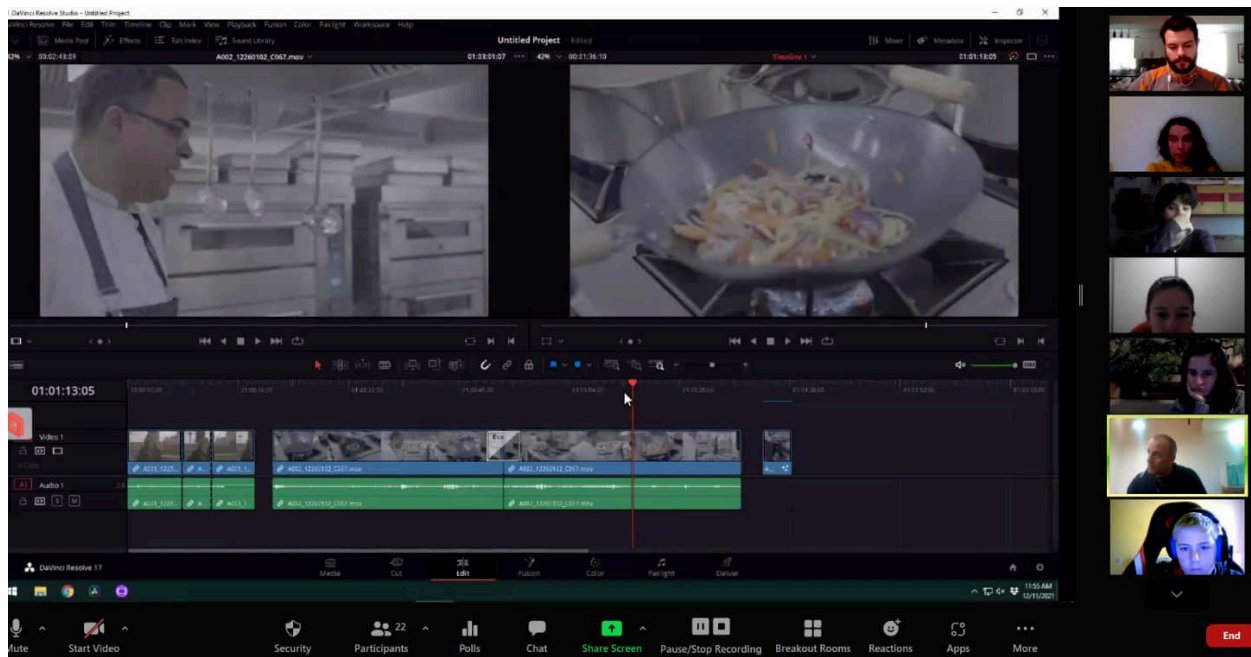 DaVinci Resolve Studio - Untitled Project
DaVinci Resolve File Edit Trim Timeline Clip Mark View Playback Fusion Color Fairlight Workspace Help
Media Pool Effects Edit Index Sound Library Untitled Project Edited Mixer Metadata Inspector
42% 00:02:43:09 A002_12260102_C067.mov 01:03:01:07 42% 00:01:36:10 Timeline 1 01:01:13:05
01:01:13:05
Video 1
A002_12260102_C067.mov A002_12260102_C067.mov
A1 Audio 1
S M A002_12260102_C067.mov A002_12260102_C067.mov
DaVinci Resolve 17 Media Cut Edit Fusion Color Fairlight Deliver
11:55 AM
12/11/2021
Mute Start Video Security Participants 22 Polls Chat Share Screen Pause/Stop Recording Breakout Rooms Reactions Apps More End